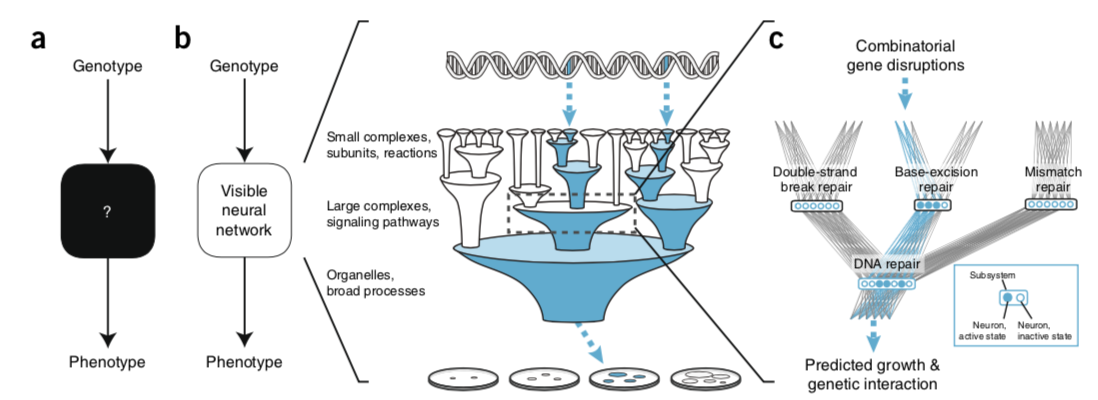 a
Genotype
?
Phenotype
b
Genotype
Visible
neural
network
Phenotype
Small complexes,
subunits, reactions
Large complexes,
signaling pathways
Organelles,
broad processes
c
Combinatorial
gene disruptions
Double-strand
break repair
Base-excision
repair
Mismatch
repair
DNA repair
Subsystem
Neuron,
active state
Neuron,
inactive state
Predicted growth &
genetic interaction